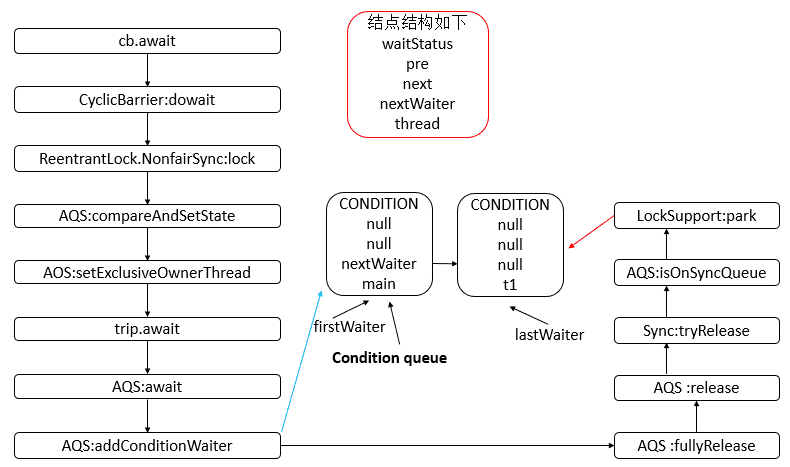 cb.await
CyclicBarrier:dowait
ReentrantLock.NonfairSync:lock
AQS:compareAndSetState
AOS:setExclusiveOwnerThread
trip.await
AQS:await
AQS:addConditionWaiter
结点结构如下
waitStatus
pre
next
nextWaiter
thread
CONDITION
null
null
nextWaiter
main
CONDITION
null
null
null
t1
firstWaiter
Condition queue
lastWaiter
LockSupport:park
AQS:isOnSyncQueue
Sync:tryRelease
AQS :release
AQS :fullyRelease